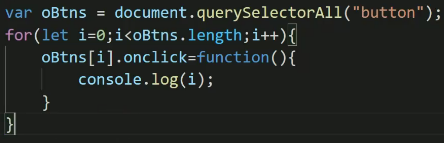 var oBtns = document.querySelectorAll("button");
for(let i=0;i<oBtns.length;i++){
    oBtns[i].onclick=function(){
        console.log(i);
    }
}